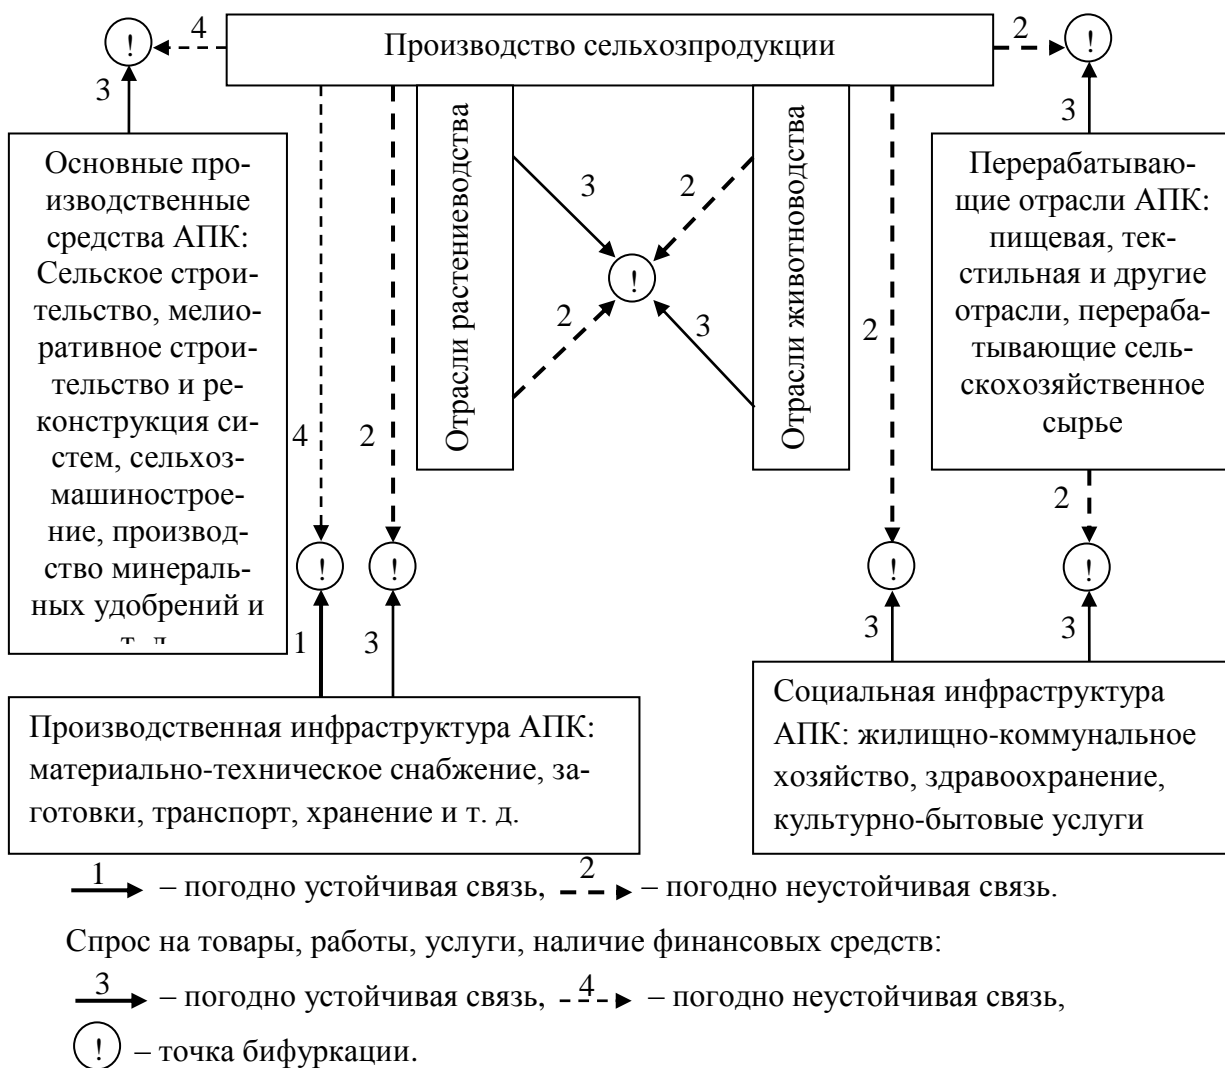 4
Производство сельхозпродукции
2
3
3
Основные про-
изводственные
средства АПК:
Сельское строи-
тельство, мелио-
ративное строи-
тельство и ре-
конструкция си-
стем, сельхоз-
машинострое-
ние, производ-
ство минераль-
ных удобрений и
т. д.
4
2
Отрасли растениеводства
3
2
!
2
3
Отрасли животноводства
2
Перерабатываю-
щие отрасли АПК:
пищевая, тек-
стильная и другие
отрасли, перераба-
тывающие сель-
скохозяйственное
сырье
2
!
!
!
!
!
!
1
3
3
3
Производственная инфраструктура АПК:
материально-техническое снабжение, за-
готовки, транспорт, хранение и т. д.
Социальная инфраструктура
АПК: жилищно-коммунальное
хозяйство, здравоохранение,
культурно-бытовые услуги
1 – погодно устойчивая связь, 2 – погодно неустойчивая связь.
Спрос на товары, работы, услуги, наличие финансовых средств:
3 – погодно устойчивая связь, 4 – погодно неустойчивая связь,
! – точка бифуркации.